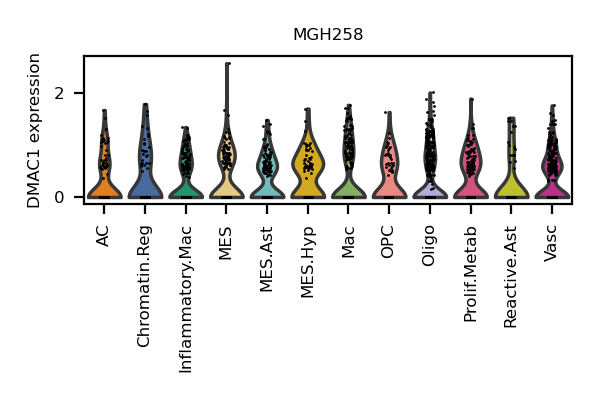 MGH258
DMAC1 expression
2
0
AC
Chromatin.Reg
Inflammatory.Mac
MES
MES.Ast
MES.Hyp
Mac
OPC
Oligo
Prolif.Metab
Reactive.Ast
Vasc